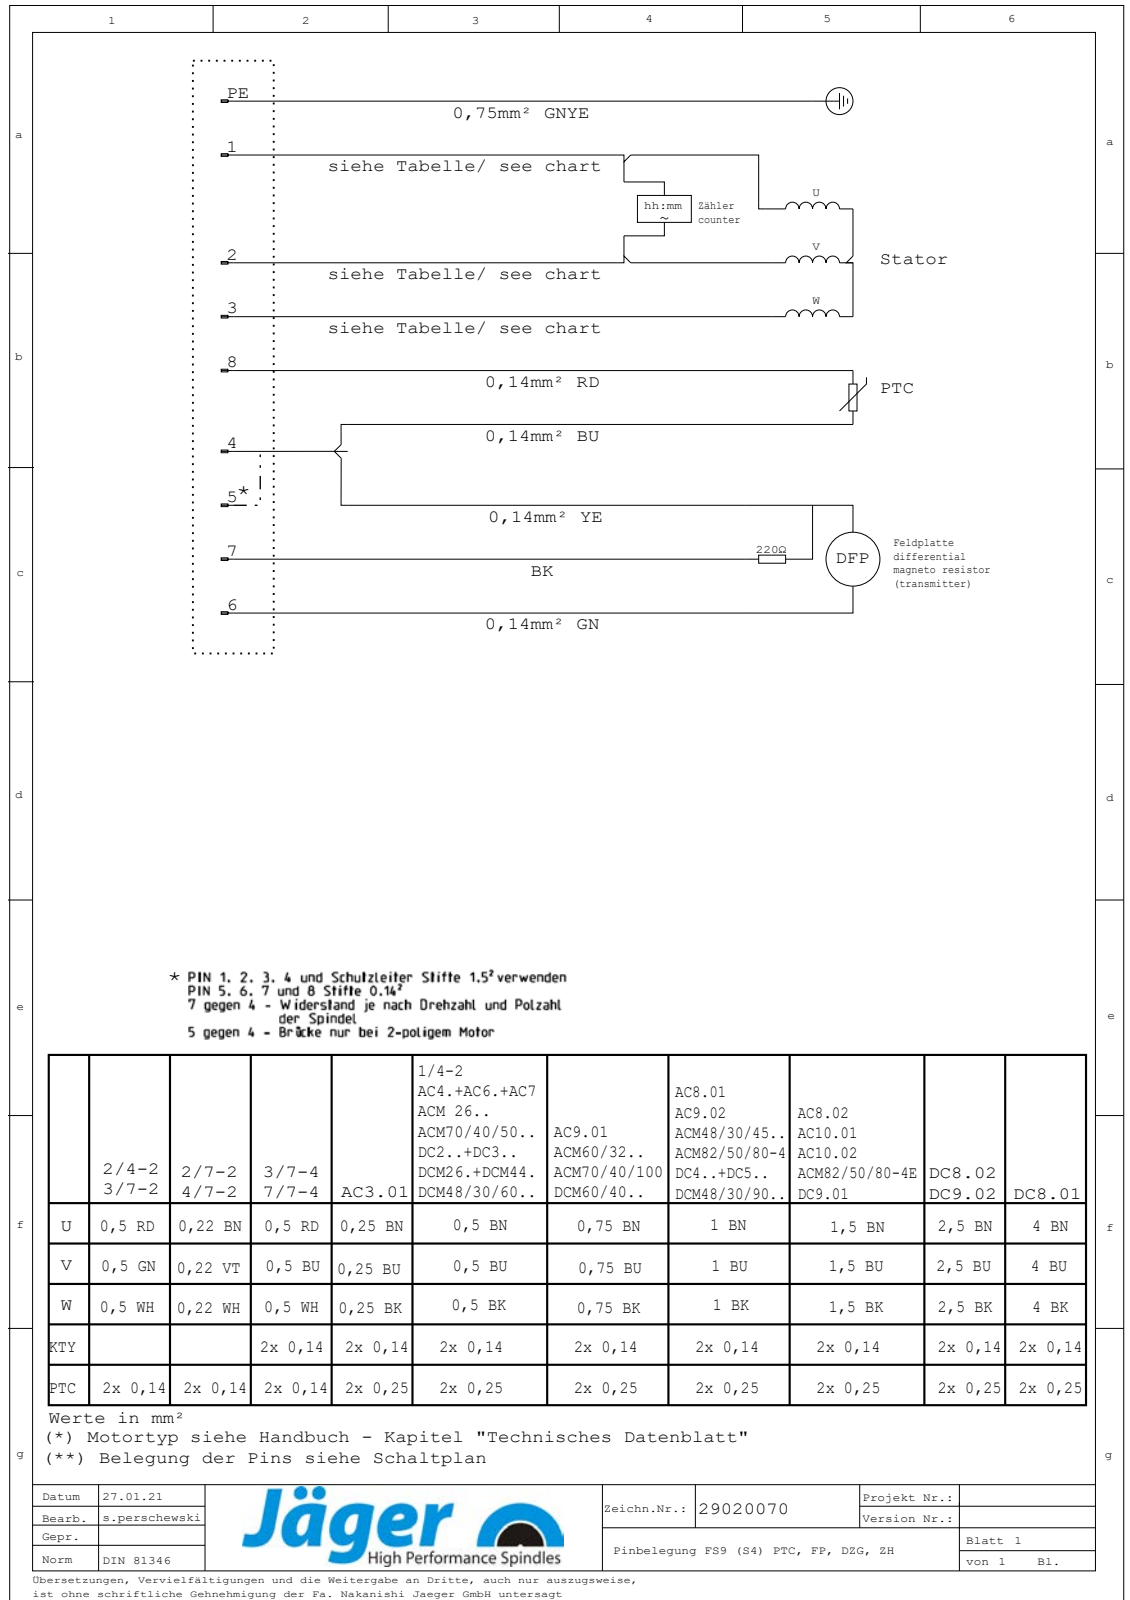 1 2 3 4 5 6
PE
0,75mm² GNYE
a a
1
siehe Tabelle/ see chart
U
hh:mm
~
Zähler
counter
V
2
siehe Tabelle/ see chart
Stator
W
3
siehe Tabelle/ see chart
b b
8
0,14mm² RD
PTC
0,14mm² BU
4
5*
0,14mm² YE
7
220Ω
BK
DFP
Feldplatte
differential
magneto resistor
(transmitter)
c c
6
0,14mm² GN
d d
* PIN 1. 2. 3. 4 und Schutzleiter Stifte 1.5² verwenden
PIN 5. 6. 7 und 8 Stifte 0.14²
7 gegen 4 - Widerstand je nach Drehzahl und Polzahl
der Spindel
5 gegen 4 - Brücke nur bei 2-poligem Motor
e e
2/4-2
3/7-2
2/7-2
4/7-2
3/7-4
7/7-4
AC3.01
1/4-2
AC4.+AC6.+AC7
ACM 26..
ACM70/40/50..
DC2..+DC3..
DCM26.+DCM44.
DCM48/30/60..
AC9.01
ACM60/32..
ACM70/40/100
DCM60/40..
AC8.01
AC9.02
ACM48/30/45..
ACM82/50/80-4
DC4..+DC5..
DCM48/30/90..
AC8.02
AC10.01
AC10.02
ACM82/50/80-4E
DC9.01
DC8.02
DC9.02
DC8.01
f f
U 0,5 RD 0,22 BN 0,5 RD 0,25 BN 0,5 BN 0,75 BN 1 BN 1,5 BN 2,5 BN 4 BN
V 0,5 GN 0,22 VT 0,5 BU 0,25 BU 0,5 BU 0,75 BU 1 BU 1,5 BU 2,5 BU 4 BU
W 0,5 WH 0,22 WH 0,5 WH 0,25 BK 0,5 BK 0,75 BK 1 BK 1,5 BK 2,5 BK 4 BK
KTY 2x 0,14 2x 0,14 2x 0,14 2x 0,14 2x 0,14 2x 0,14 2x 0,14 2x 0,14
PTC 2x 0,14 2x 0,14 2x 0,14 2x 0,25 2x 0,25 2x 0,25 2x 0,25 2x 0,25 2x 0,25 2x 0,25
Werte in mm²
(*) Motortyp siehe Handbuch - Kapitel "Technisches Datenblatt"
(**) Belegung der Pins siehe Schaltplan
g g
Datum 27.01.21
Bearb. s.perschewski
Gepr.
Norm DIN 81346
Jäger
High Performance Spindles
Zeichn.Nr.: 29020070
Projekt Nr.:
Version Nr.:
Pinbelegung FS9 (S4) PTC, FP, DZG, ZH
Blatt 1
von 1 Bl.
Übersetzungen, Vervielfältigungen und die Weitergabe an Dritte, auch nur auszugsweise,
ist ohne schriftliche Gehnehmigung der Fa. Nakanishi Jaeger GmbH untersagt